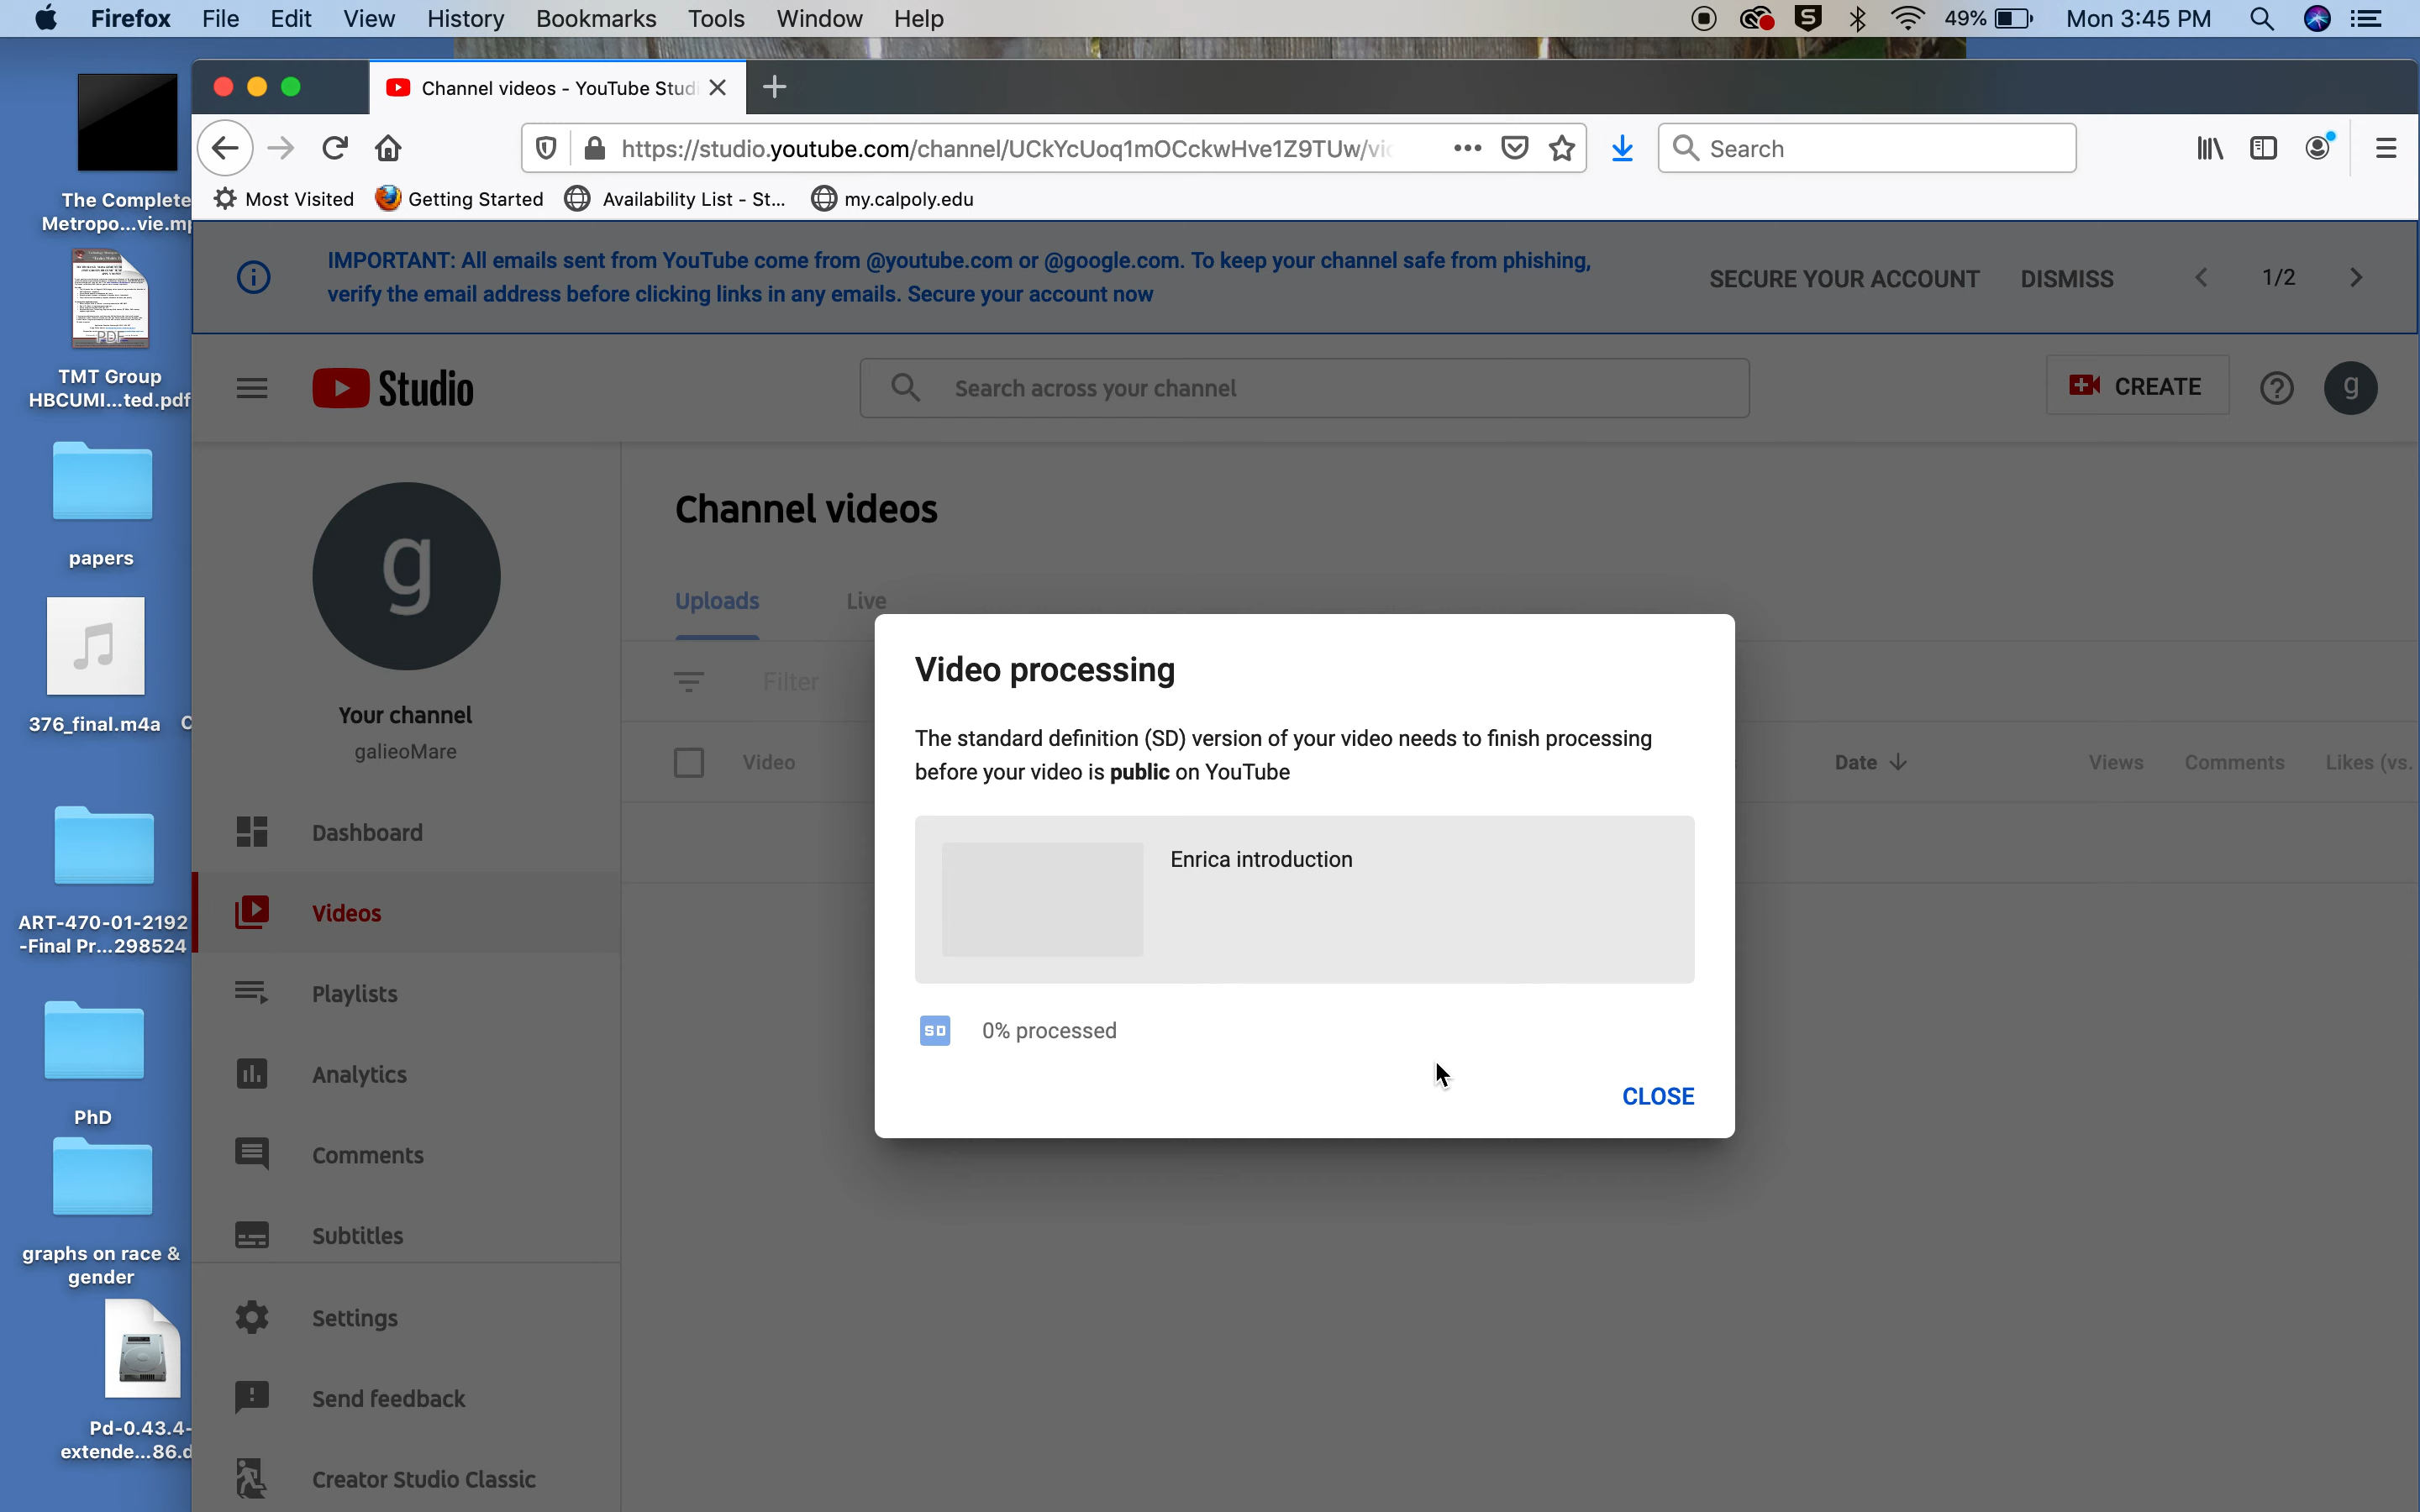 Firefox File Edit View History Bookmarks Tools Window Help 49% Mon 3:45 PM
Channel videos - YouTube Stud
https://studio.youtube.com/channel/UCkYcUoq1mOCckwHve1Z9TUw/vi
Search
Most Visited Getting Started Availability List - St... my.calpoly.edu
IMPORTANT: All emails sent from YouTube come from @youtube.com or @google.com. To keep your channel safe from phishing,
verify the email address before clicking links in any emails. Secure your account now
SECURE YOUR ACCOUNT DISMISS 1/2
Studio
Search across your channel
CREATE
g
g
Your channel
galieoMare
Dashboard
Videos
Playlists
Analytics
Comments
Subtitles
Settings
Send feedback
Creator Studio Classic
Channel videos
Uploads Live
Filter
Video Date Views Comments Likes (vs.
Video processing
The standard definition (SD) version of your video needs to finish processing
before your video is public on YouTube
Enrica introduction
SD 0% processed
CLOSE
The Complete
Metropo...vie.mp
PDF
TMT Group
HBCUMI...ted.pdf
papers
376_final.m4a C
ART-470-01-2192
-Final Pr...298524
PhD
graphs on race &
gender
Pd-0.43.4-
extende...86.d